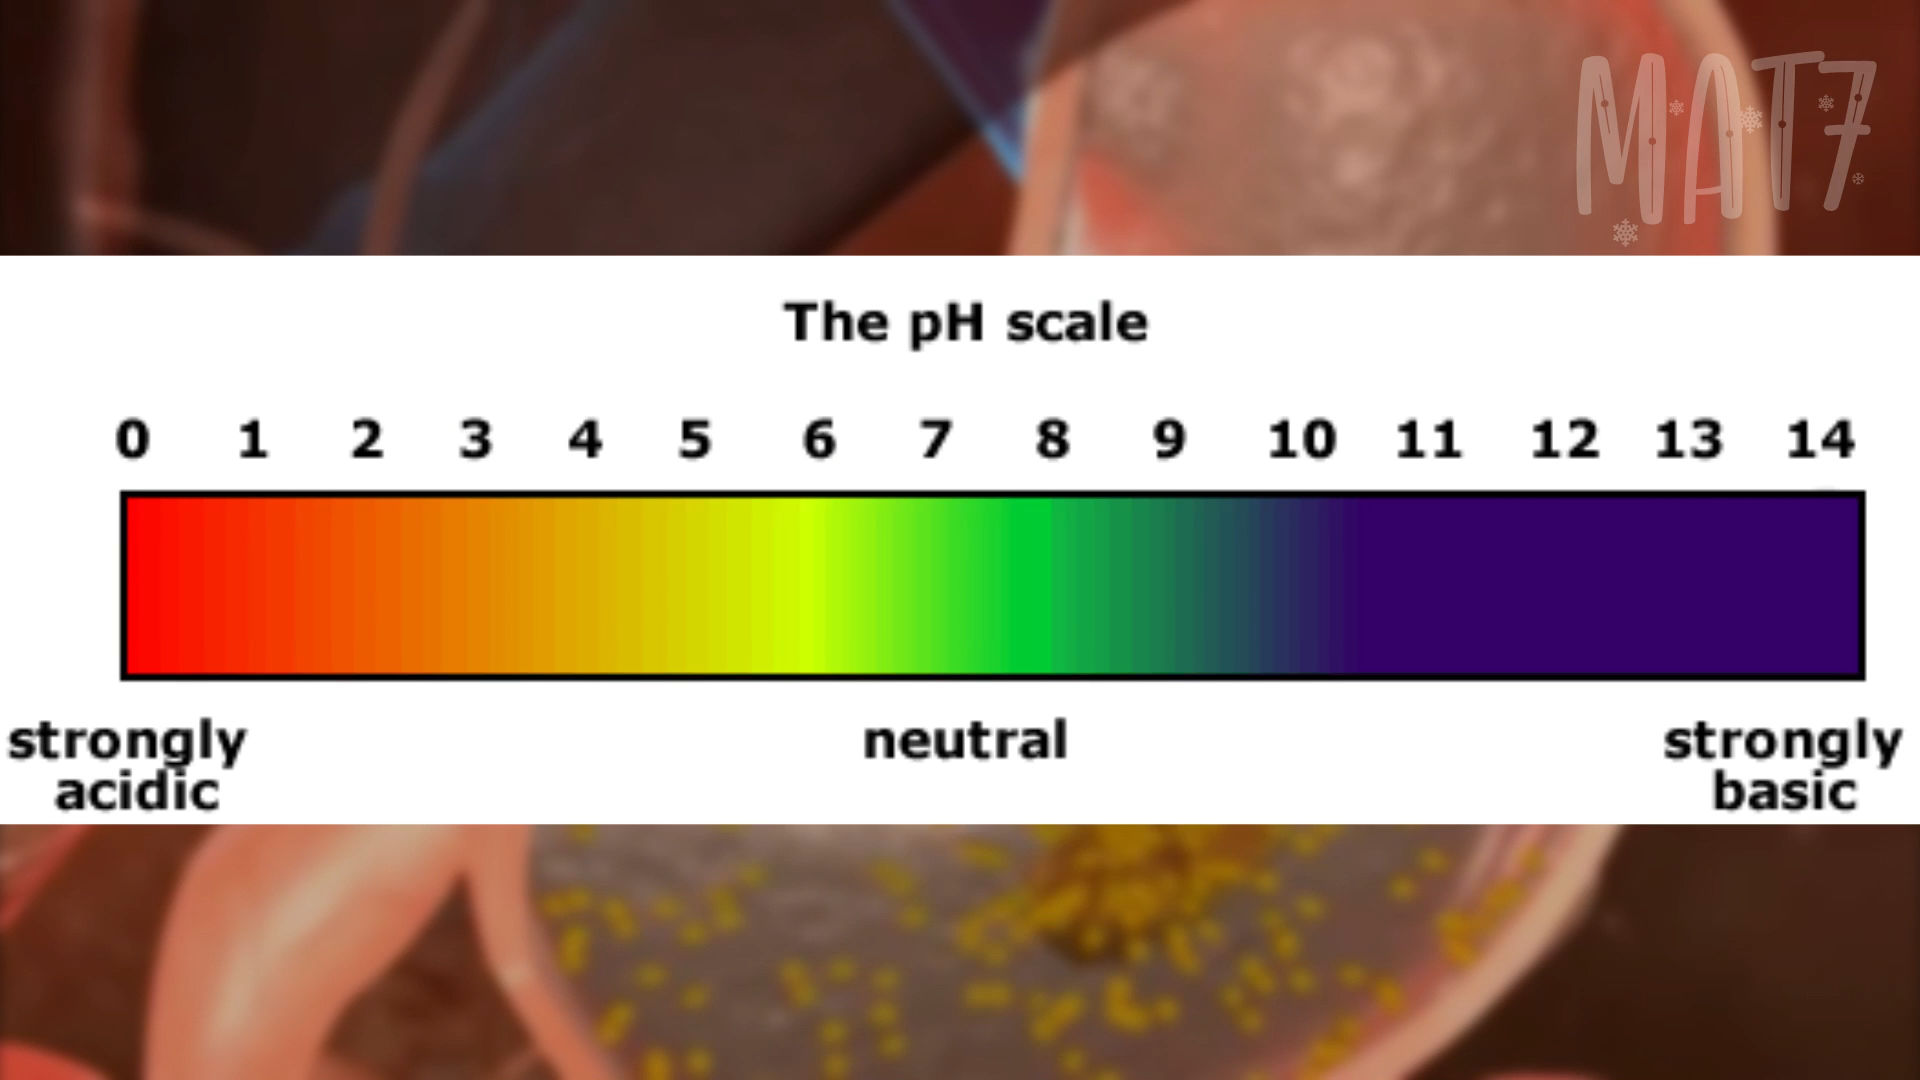 MAT7
The pH scale
0 1 2 3 4 5 6 7 8 9 10 11 12 13 14
strongly acidic
neutral
strongly basic